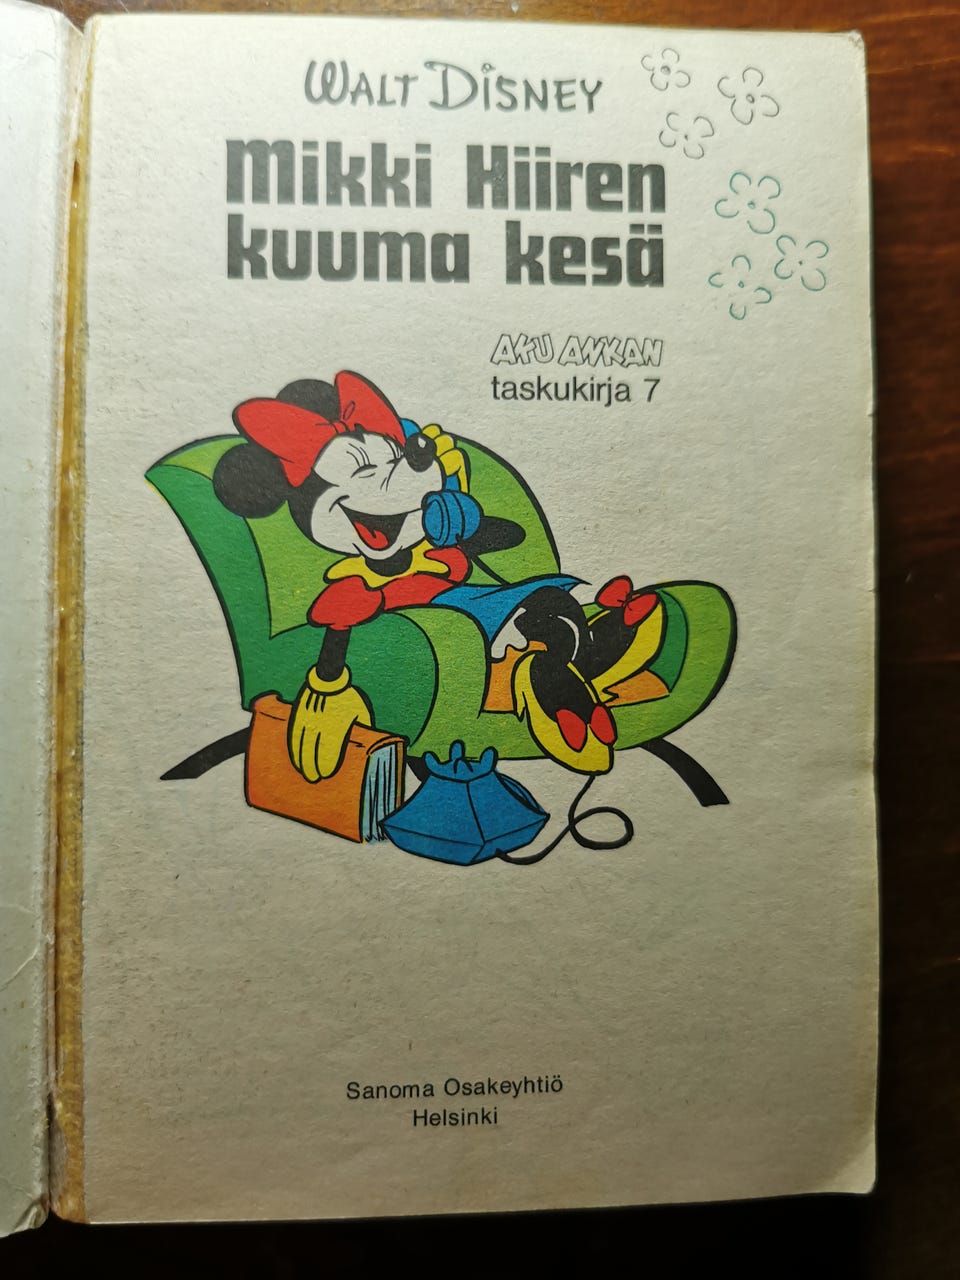 WALT DISNEY
Mikki Hiiren
kuuma kesä
AKU ANKAN
taskukirja 7
Sanoma Osakeyhtiö
Helsinki